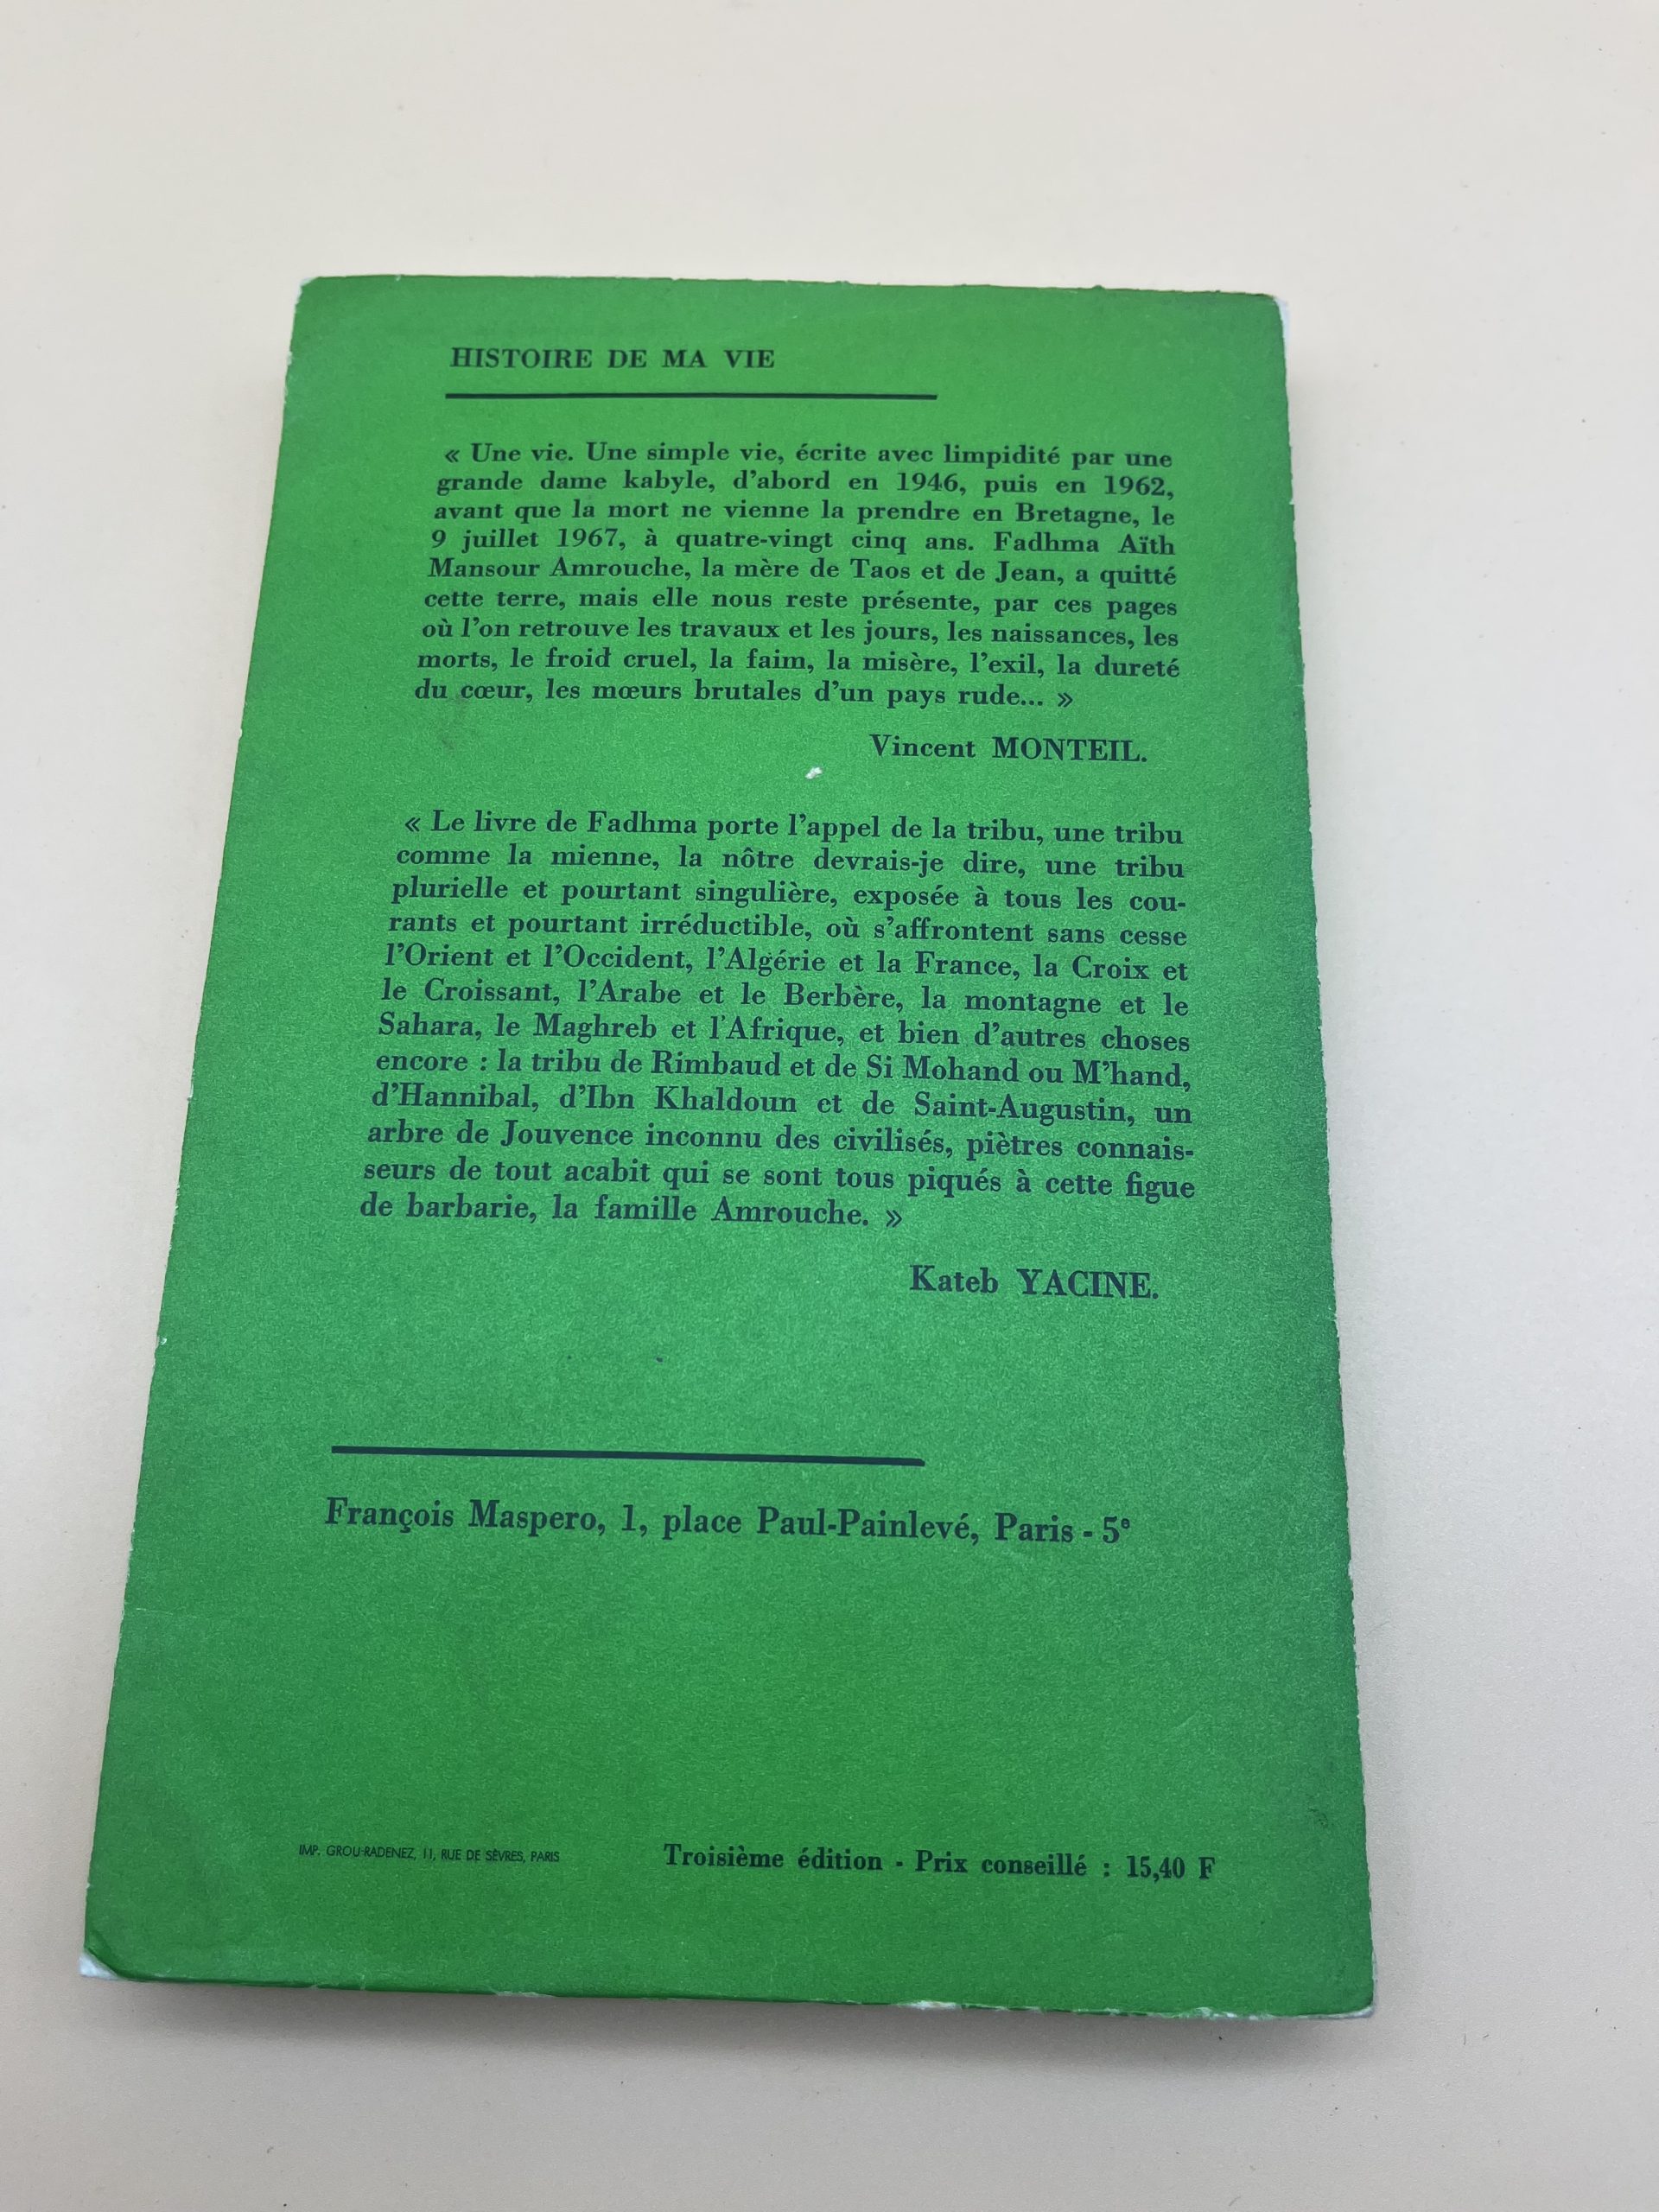 HISTOIRE DE MA VIE
« Une vie. Une simple vie, écrite avec limpidité par une
grande dame kabyle, d'abord en 1946, puis en 1962,
avant que la mort ne vienne la prendre en Bretagne, le
9 juillet 1967, à quatre-vingt cinq ans. Fadhma Aïth
Mansour Amrouche, la mère de Taos et de Jean, a quitté
cette terre, mais elle nous reste présente, par ces pages
où l'on retrouve les travaux et les jours, les naissances, les
morts, le froid cruel, la faim, la misère, l'exil, la dureté
du cœur, les mœurs brutales d'un pays rude... »
Vincent MONTEIL.
« Le livre de Fadhma porte l'appel de la tribu, une tribu
comme la mienne, la nôtre devrais-je dire, une tribu
plurielle et pourtant singulière, exposée à tous les cou-
rants et pourtant irréductible, où s'affrontent sans cesse
l'Orient et l'Occident, l'Algérie et la France, la Croix et
le Croissant, l'Arabe et le Berbère, la montagne et le
Sahara, le Maghreb et l'Afrique, et bien d'autres choses
encore : la tribu de Rimbaud et de Si Mohand ou M'hand,
d'Hannibal, d'Ibn Khaldoun et de Saint-Augustin, un
arbre de Jouvence inconnu des civilisés, piètres connais-
seurs de tout acabit qui se sont tous piqués à cette figue
de barbarie, la famille Amrouche. »
Kateb YACINE.
François Maspero, 1, place Paul-Painlevé, Paris - 5e
IMP. GROU-RADENEZ, 11, RUE DE SÈVRES, PARIS
Troisième édition - Prix conseillé : 15,40 F